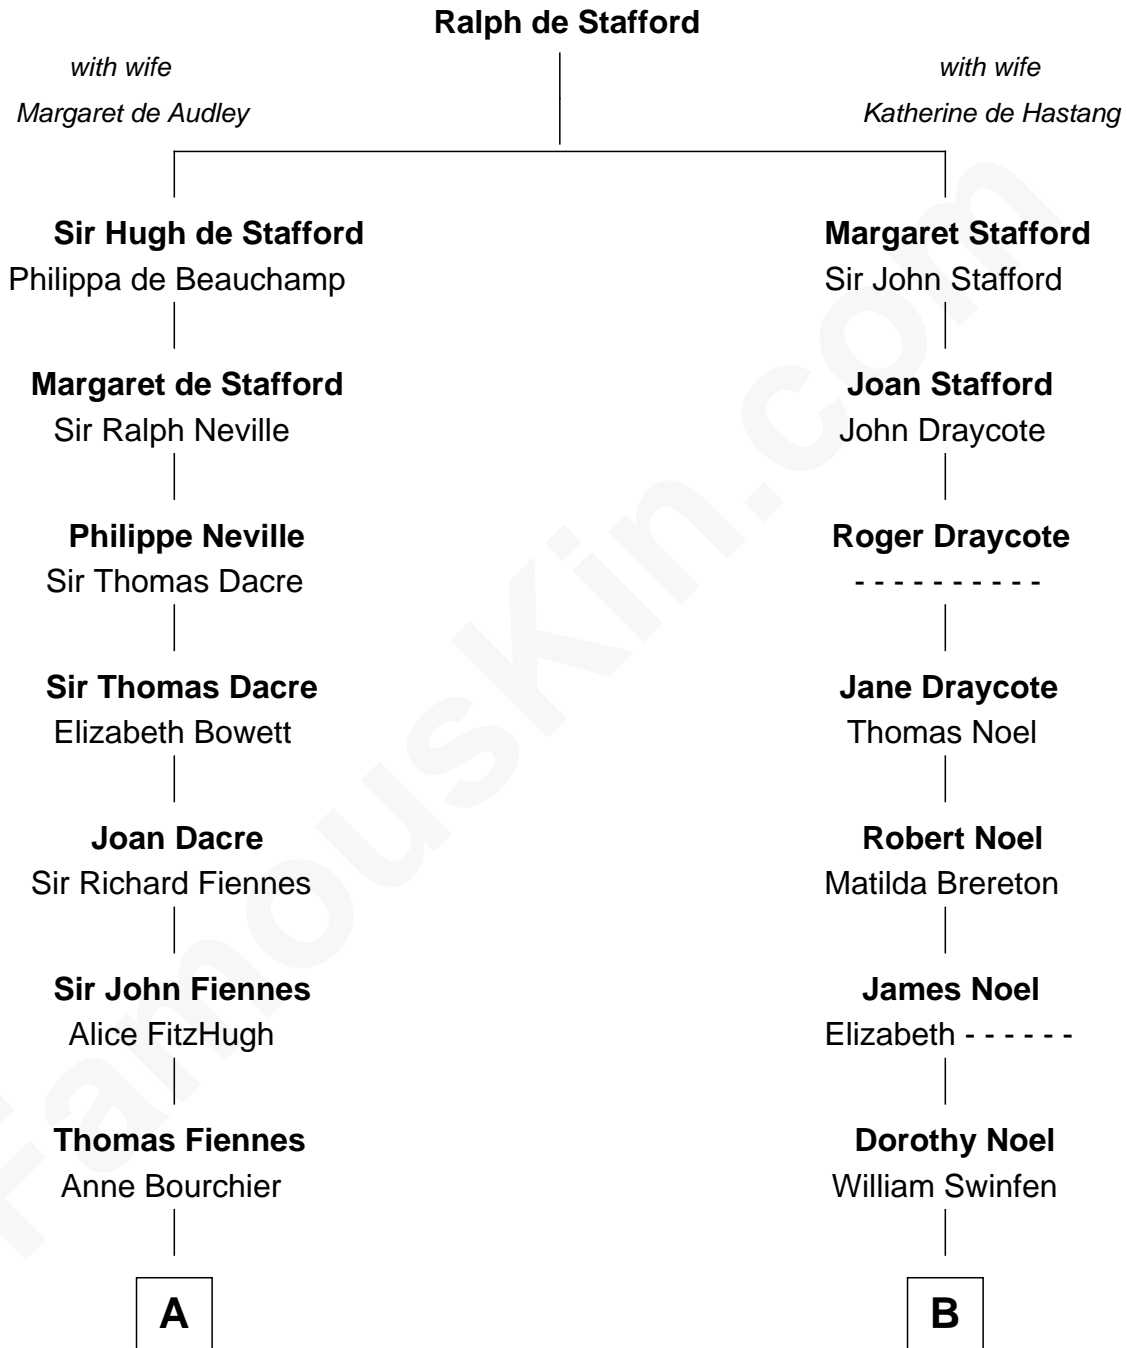 Ralph de Stafford
with wife
Margaret de Audley
with wife
Katherine de Hastang
Sir Hugh de Stafford
Philippa de Beauchamp
Margaret Stafford
Sir John Stafford
Margaret de Stafford
Sir Ralph Neville
Joan Stafford
John Draycote
Philippe Neville
Sir Thomas Dacre
Roger Draycote
- - - - - - - - - -
Sir Thomas Dacre
Elizabeth Bowett
Jane Draycote
Thomas Noel
Joan Dacre
Sir Richard Fiennes
Robert Noel
Matilda Brereton
Sir John Fiennes
Alice FitzHugh
James Noel
Elizabeth - - - - - -
Thomas Fiennes
Anne Bourchier
Dorothy Noel
William Swinfen
A
B
FamousKin.com